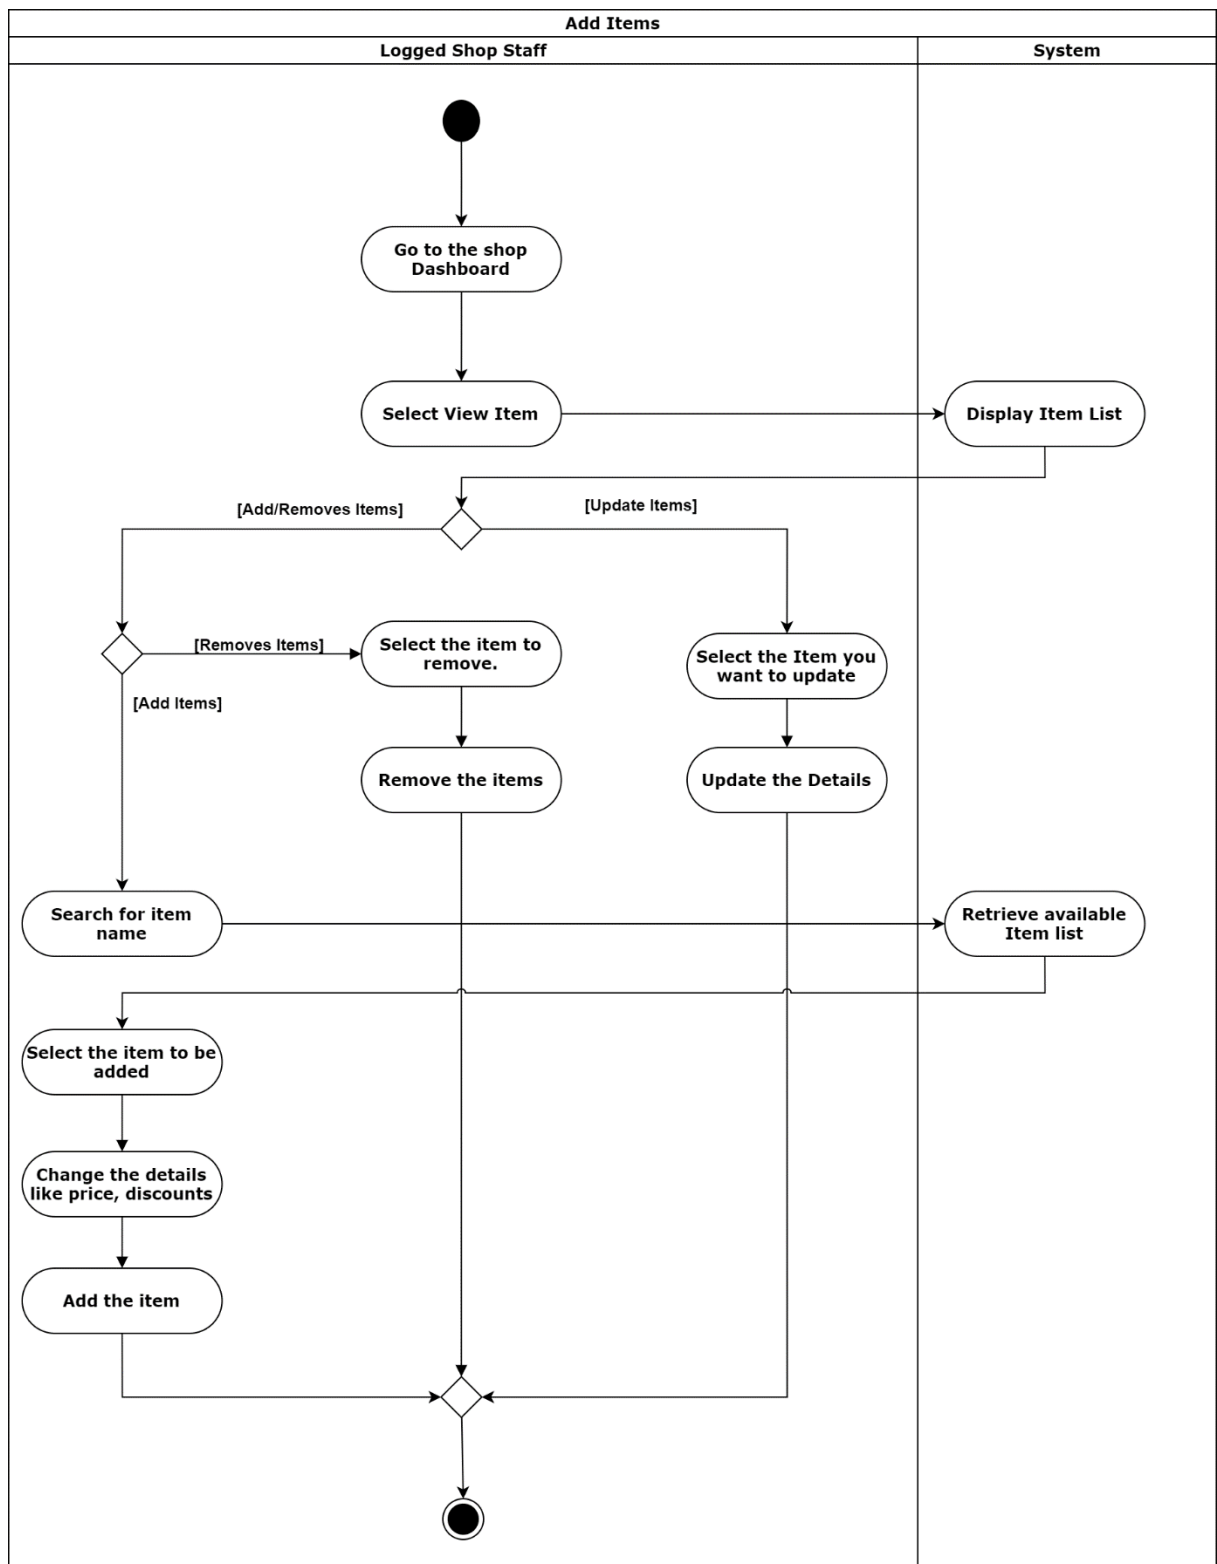 Add Items
Logged Shop Staff
System
Go to the shop
Dashboard
Select View Item
Display Item List
[Add/Removes Items]
[Update Items]
[Removes Items]
Select the item to
remove.
Select the Item you
want to update
[Add Items]
Remove the items
Update the Details
Search for item
name
Retrieve available
Item list
Select the item to be
added
Change the details
like price, discounts
Add the item